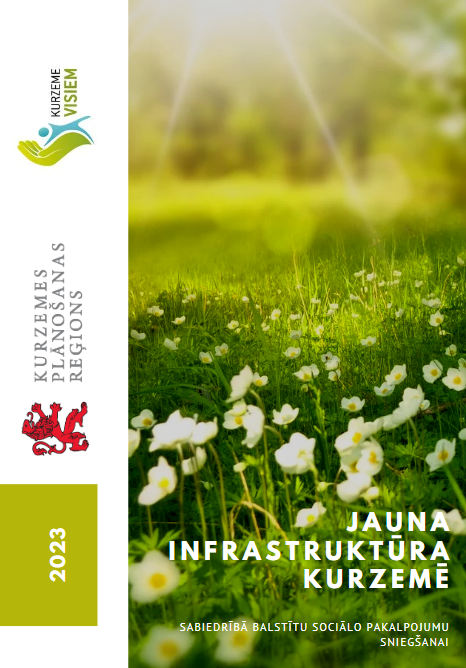 KURZEME
VISIEM
KURZEMES
PLĀNOŠANAS
REĢIONS
2023
JAUNA
INFRASTRUKTŪRA
KURZEMĒ
SABIEDRĪBĀ BALSTĪTU SOCIĀLO PAKALPOJUMU
SNIEGŠANAI